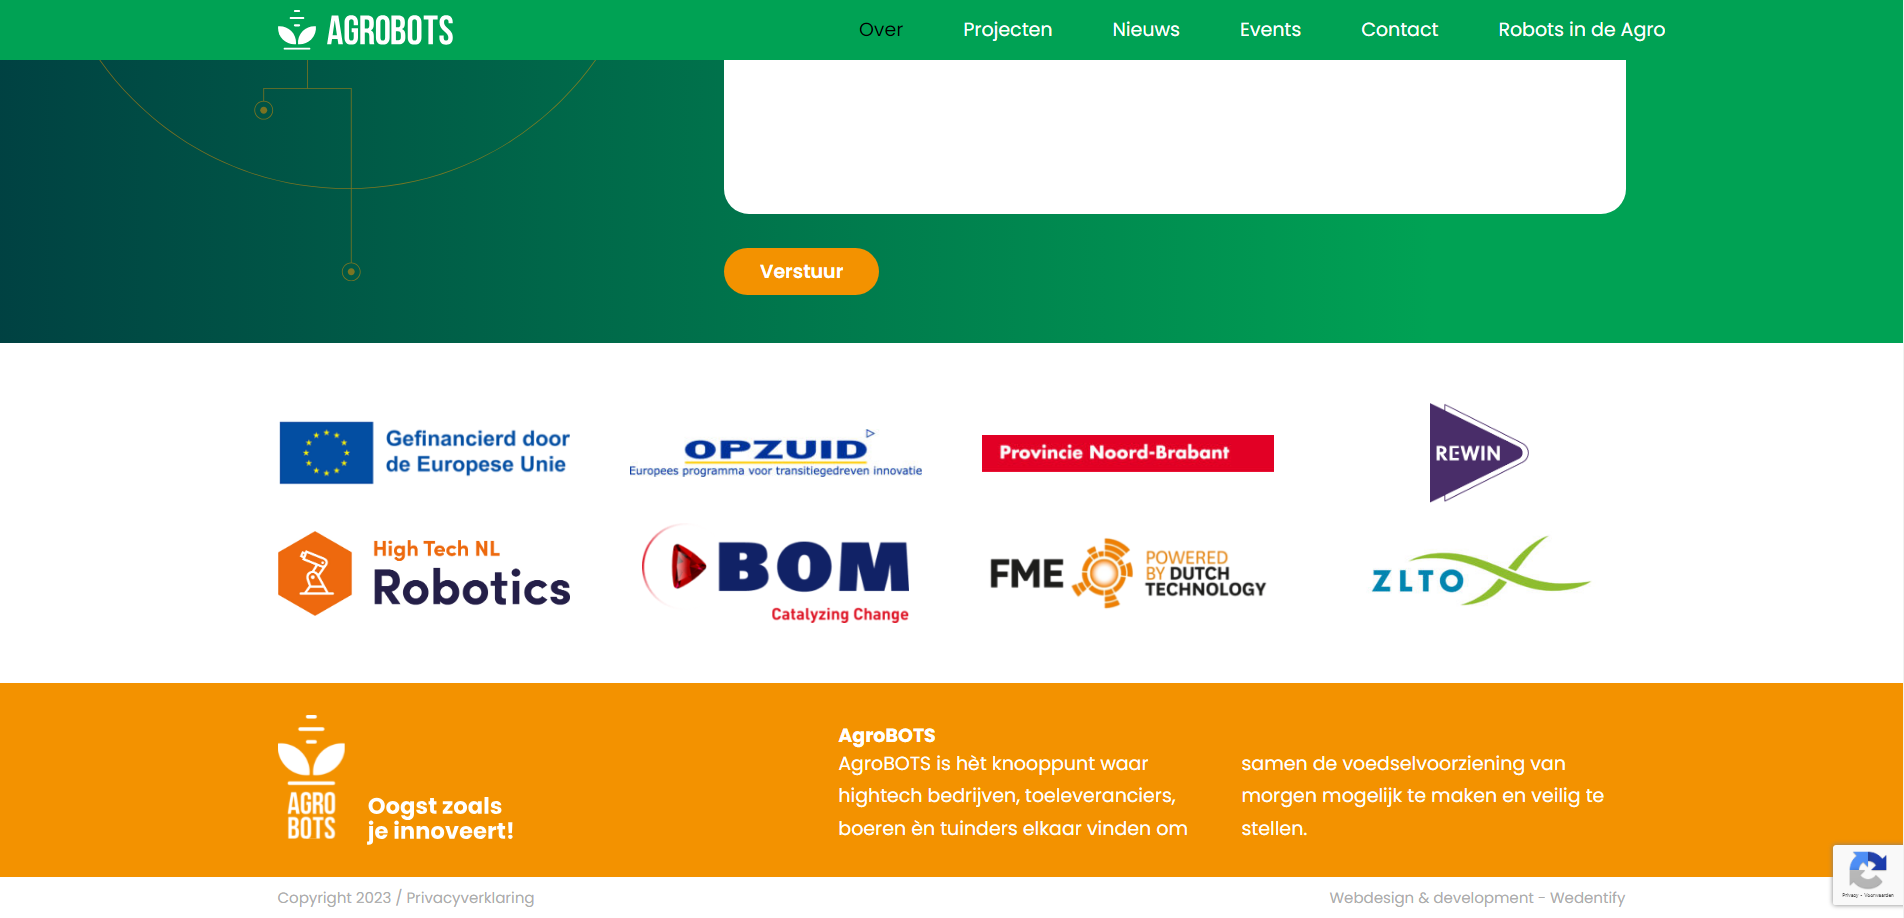 AGROBOTS
Over
Projecten
Nieuws
Events
Contact
Robots in de Agro
Verstuur
Gefinancierd door
de Europese Unie
OPZUID
Europees programma voor transitiegedreven innovatie
Provincie Noord-Brabant
REWIN
High Tech NL
Robotics
BOM
Catalyzing Change
FME
POWERED
BY DUTCH
TECHNOLOGY
ZLTO
AGRO
BOTS
Oogst zoals
je innoveert!
AgroBOTS
AgroBOTS is hèt knooppunt waar
hightech bedrijven, toeleveranciers,
boeren èn tuinders elkaar vinden om
samen de voedselvoorziening van
morgen mogelijk te maken en veilig te
stellen.
Copyright 2023 / Privacyverklaring
Webdesign & development - Wedentify
Privacy - Voorwaarden